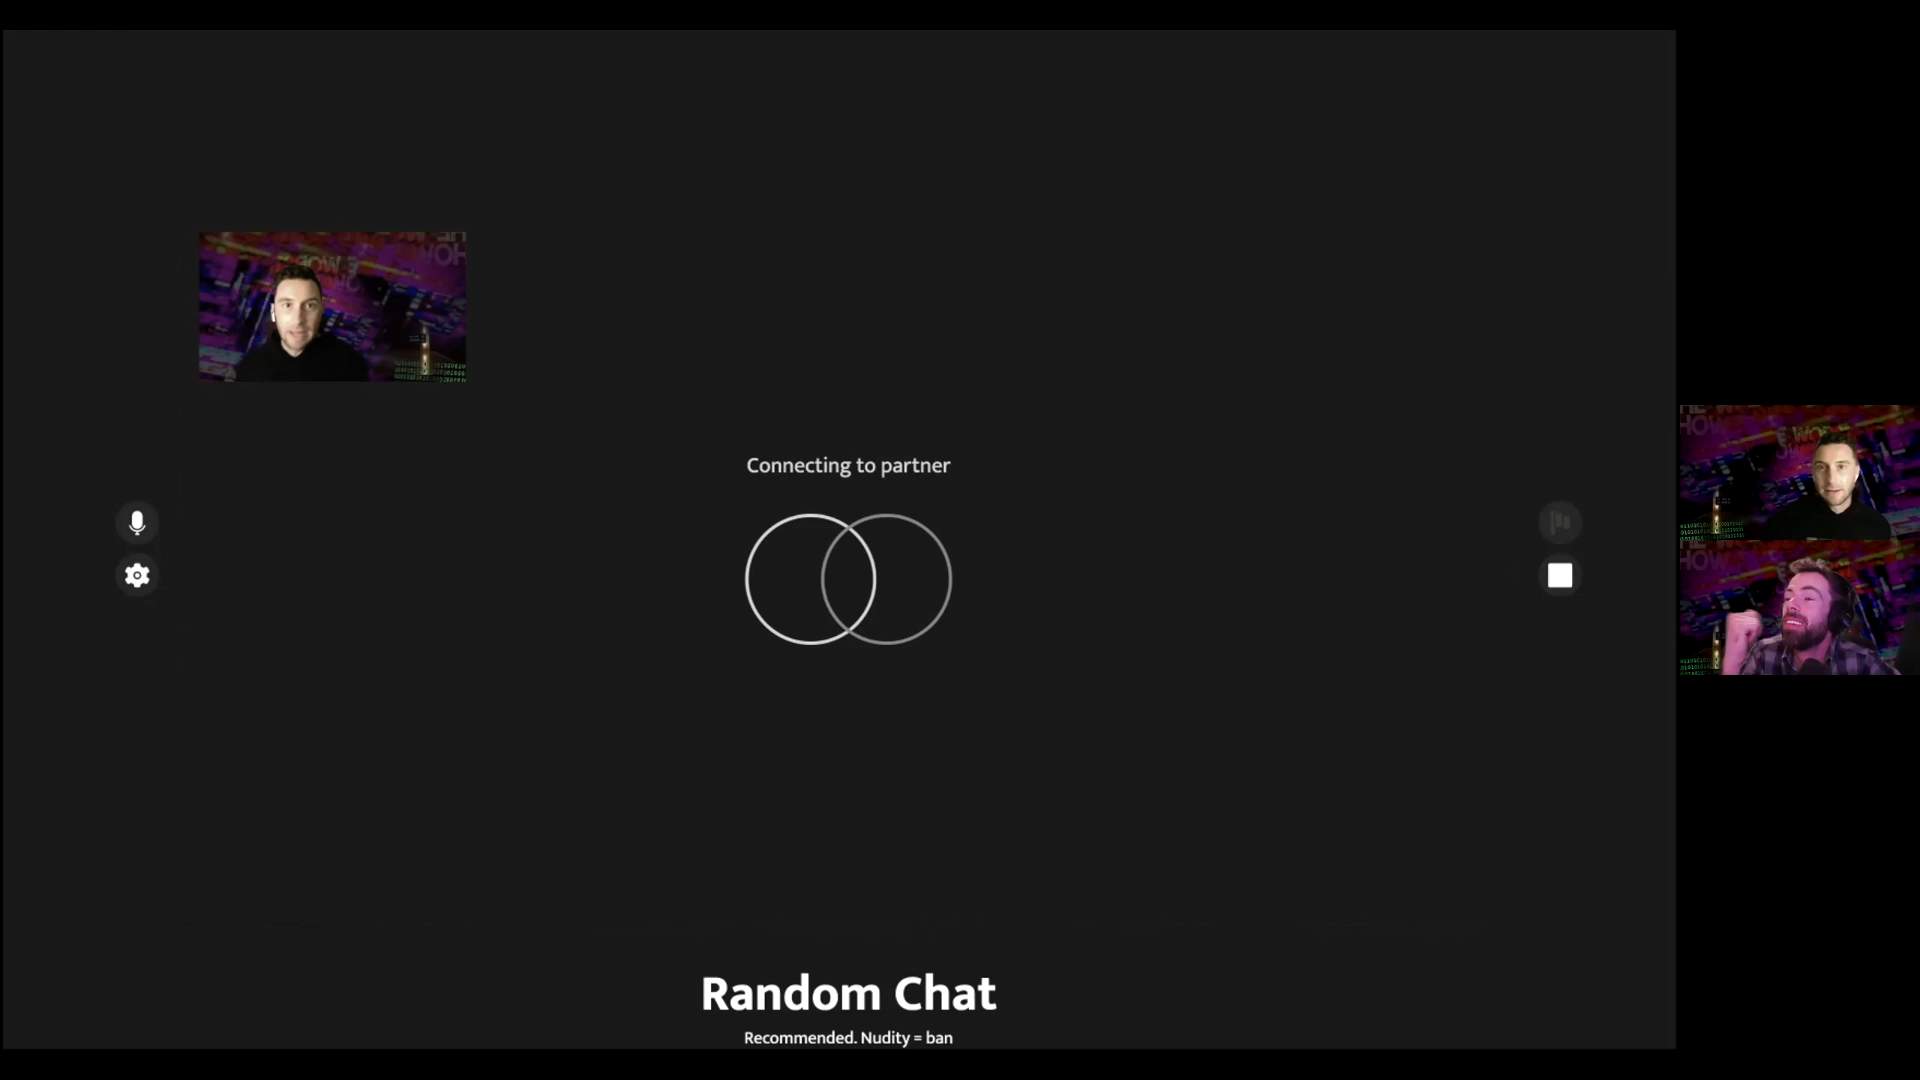 Connecting to partner
Random Chat
Recommended. Nudity = ban